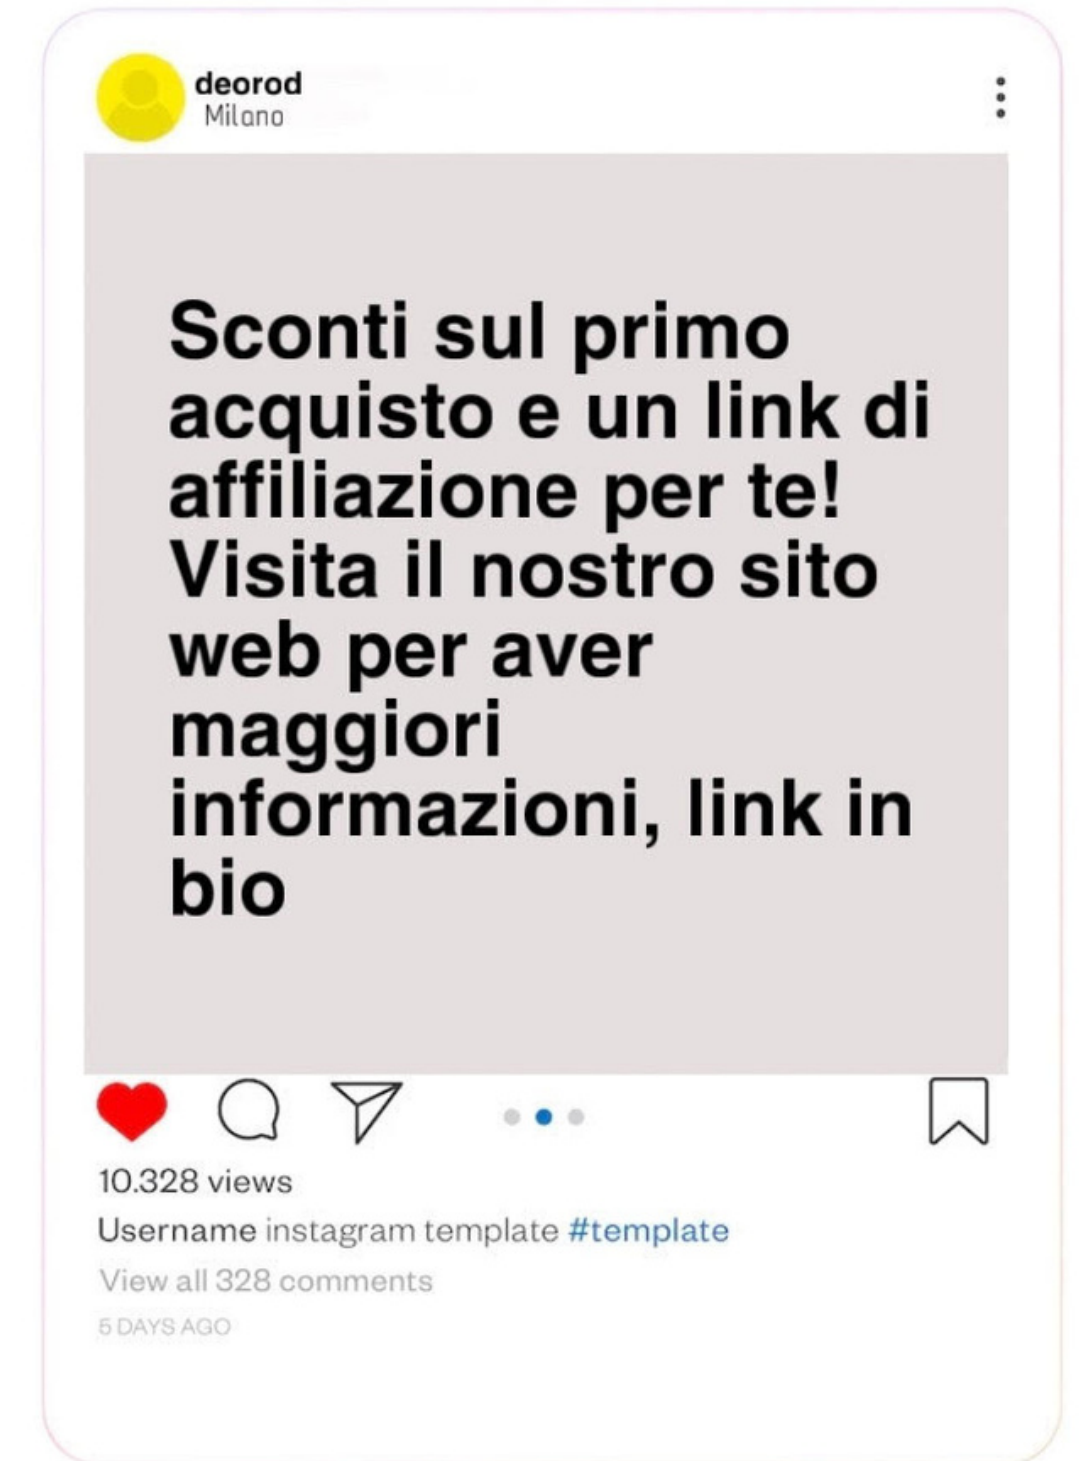 deorod
Milano
Sconti sul primo
acquisto e un link di
affiliazione per te!
Visita il nostro sito
web per aver
maggiori
informazioni, link in
bio
10.328 views
Username instagram template #template
View all 328 comments
5 DAYS AGO